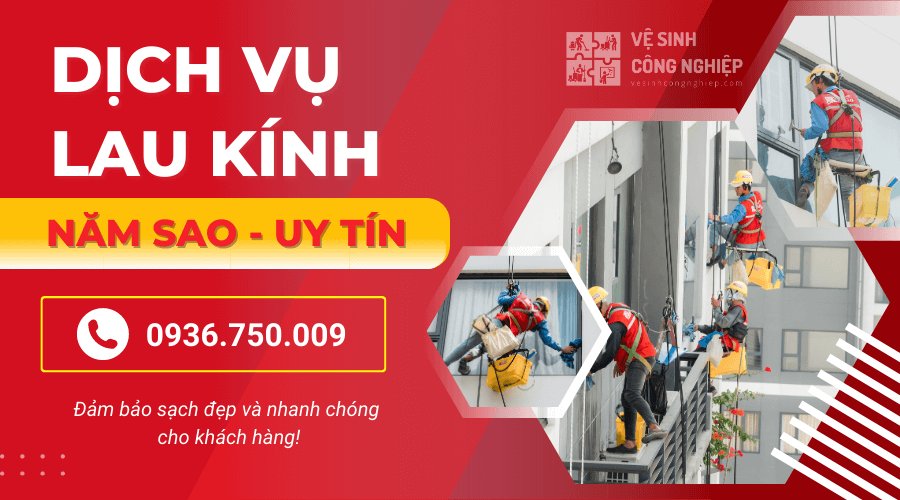 DỊCH VỤ
LAU KÍNH
NĂM SAO - UY TÍN
0936.750.009
Đảm bảo sạch đẹp và nhanh chóng
cho khách hàng!
VỆ SINH
CÔNG NGHIỆP
vesinhcongnghiep.com